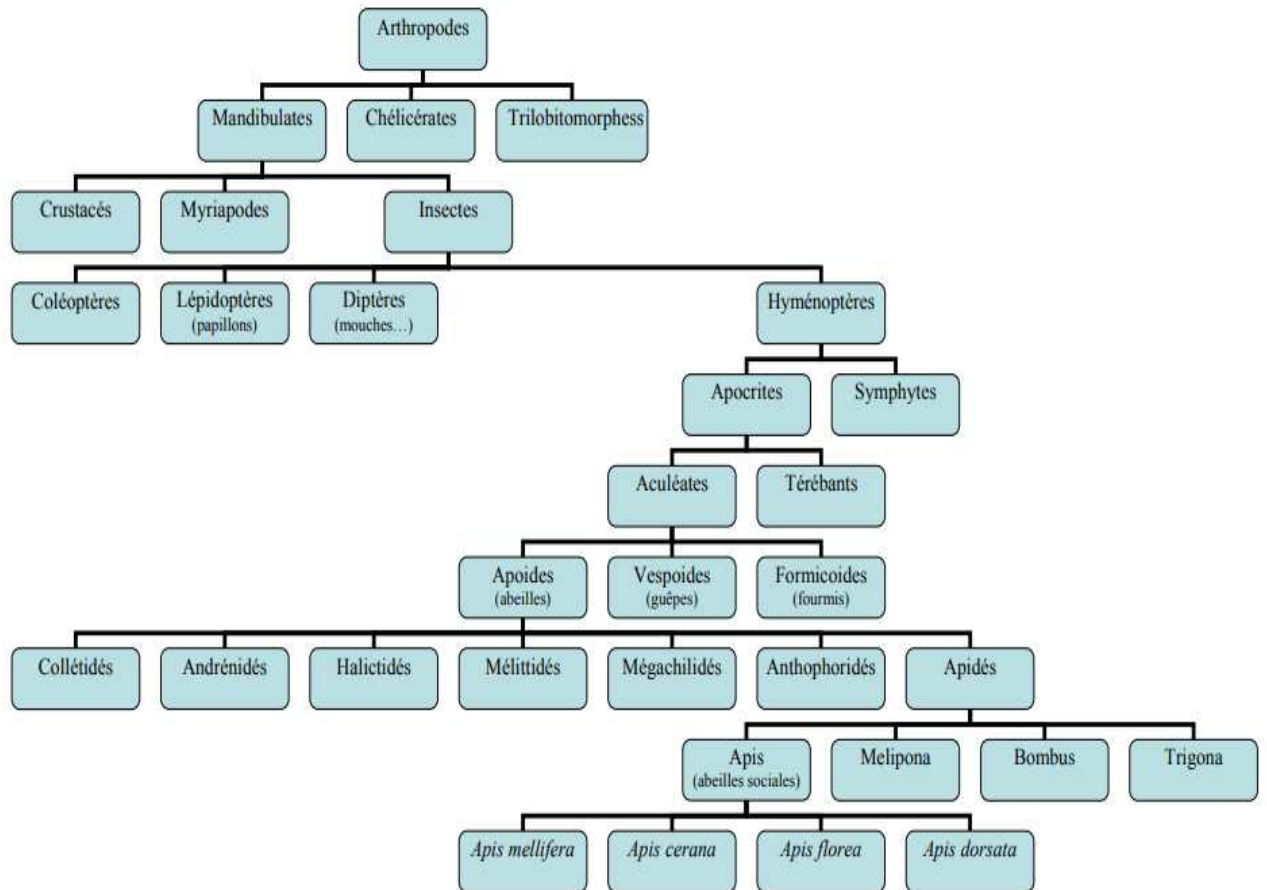 Arthropodes
Mandibulates
Chélicérates
Trilobitomorphess
Crustacés
Myriapodes
Insectes
Coléoptères
Lépidoptères
(papillons)
Diptères
(mouches…)
Hyménoptères
Apocrites
Symphytes
Aculéates
Térébants
Apoides
(abeilles)
Vespoides
(guêpes)
Formicoides
(fourmis)
Collétidés
Andrénidés
Halictidés
Mélittidés
Mégachilidés
Anthophoridés
Apidés
Apis
(abeilles sociales)
Melipona
Bombus
Trigona
Apis mellifera
Apis cerana
Apis florea
Apis dorsata